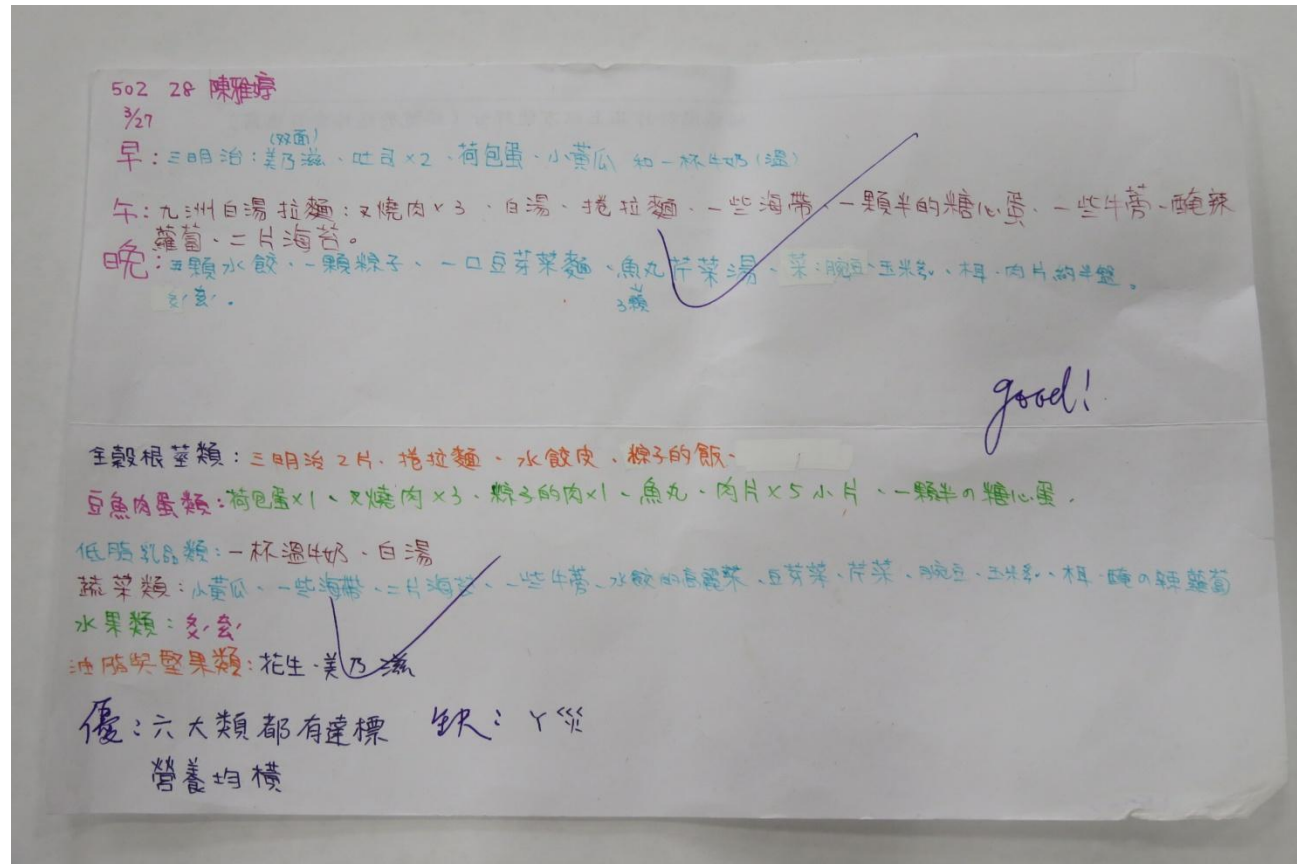 502 28 陳雅婷
3/27
(双面)
早:三明治:美乃滋、吐司×2、荷包蛋、小黃瓜 和一杯牛奶(溫)
午:九洲白湯拉麵:叉燒肉×3、白湯、捲拉麵、一些海帶、一顆半的糖心蛋、一些牛蒡、醃辣
蘿蔔、二片海苔。
晚:顆水餃、一顆粽子、一口豆芽菜麵、魚丸芹菜湯、菜:豌豆、玉米、木耳、肉片約半盤。
3顆
good!
全穀根莖類:三明治2片、捲拉麵、水餃皮、粽子的飯、
豆魚肉蛋類:荷包蛋×1、叉燒肉×3、粽子的肉×1、魚丸、肉片×5小片、一顆半の糖心蛋.
低脂乳品類:一杯溫牛奶、白湯
蔬菜類:小黃瓜、一些海帶、二片海苔、一些牛蒡、水餃的高麗菜、豆芽菜、芹菜、豌豆、玉米、木耳、醃の辣蘿蔔
水果類:
油脂與堅果類:花生、美乃滋
優:六大類都有達標 缺:ㄚ巛
營養均橫